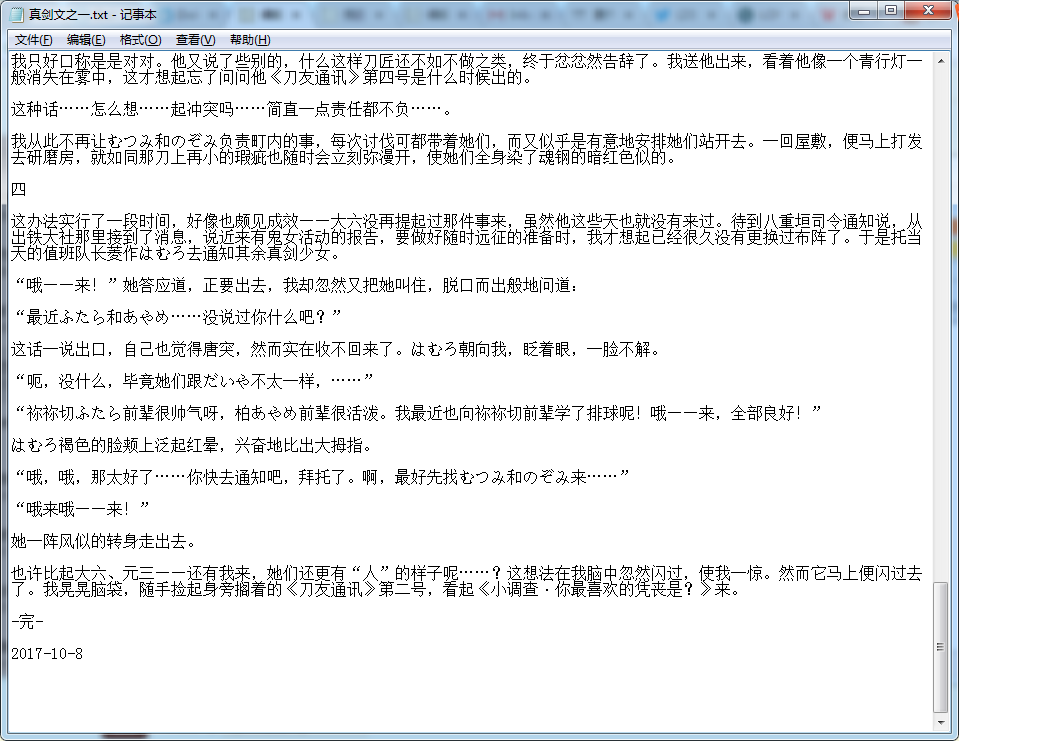 真剑文之一.txt - 记事本
文件(F) 编辑(E) 格式(O) 查看(V) 帮助(H)
我只好口称是是对对。他又说了些别的，什么这样刀匠还不如不做之类，终于忿忿然告辞了。我送他出来，看着他像一个青行灯一
般消失在雾中，这才想起忘了问问他《刀友通讯》第四号是什么时候出的。
这种话……怎么想……起冲突吗……简直一点责任都不负……。
我从此不再让むつみ和のぞみ负责町内的事，每次讨伐可都带着她们，而又似乎是有意地安排她们站开去。一回屋敷，便马上打发
去研磨房，就如同那刀上再小的瑕疵也随时会立刻弥漫开，使她们全身染了魂钢的暗红色似的。
四
这办法实行了一段时间，好像也颇见成效——大六没再提起过那件事来，虽然他这些天也就没有来过。待到八重垣司令通知说，从
出铁大社那里接到了消息，说近来有鬼女活动的报告，要做好随时远征的准备时，我才想起已经很久没有更换过布阵了。于是托当
天的值班队长菱作はむろ去通知其余真剑少女。
“哦——来！”她答应道，正要出去，我却忽然又把她叫住，脱口而出般地问道：
“最近ふたら和あやめ……没说过你什么吧？”
这话一说出口，自己也觉得唐突，然而实在收不回来了。はむろ朝向我，眨着眼，一脸不解。
“呃，没什么，毕竟她们跟だいや不太一样，……”
“祢祢切ふたら前辈很帅气呀，柏あやめ前辈很活泼。我最近也向祢祢切前辈学了排球呢！哦——来，全部良好！”
はむろ褐色的脸颊上泛起红晕，兴奋地比出大拇指。
“哦，哦，那太好了……你快去通知吧，拜托了。啊，最好先找むつみ和のぞみ来……”
“哦来哦——来！”
她一阵风似的转身走出去。
也许比起大六、元三——还有我来，她们还更有“人”的样子呢……？这想法在我脑中忽然闪过，使我一惊。然而它马上便闪过去
了。我晃晃脑袋，随手捡起身旁搁着的《刀友通讯》第二号，看起《小调查·你最喜欢的凭丧是？》来。
-完-
2017-10-8